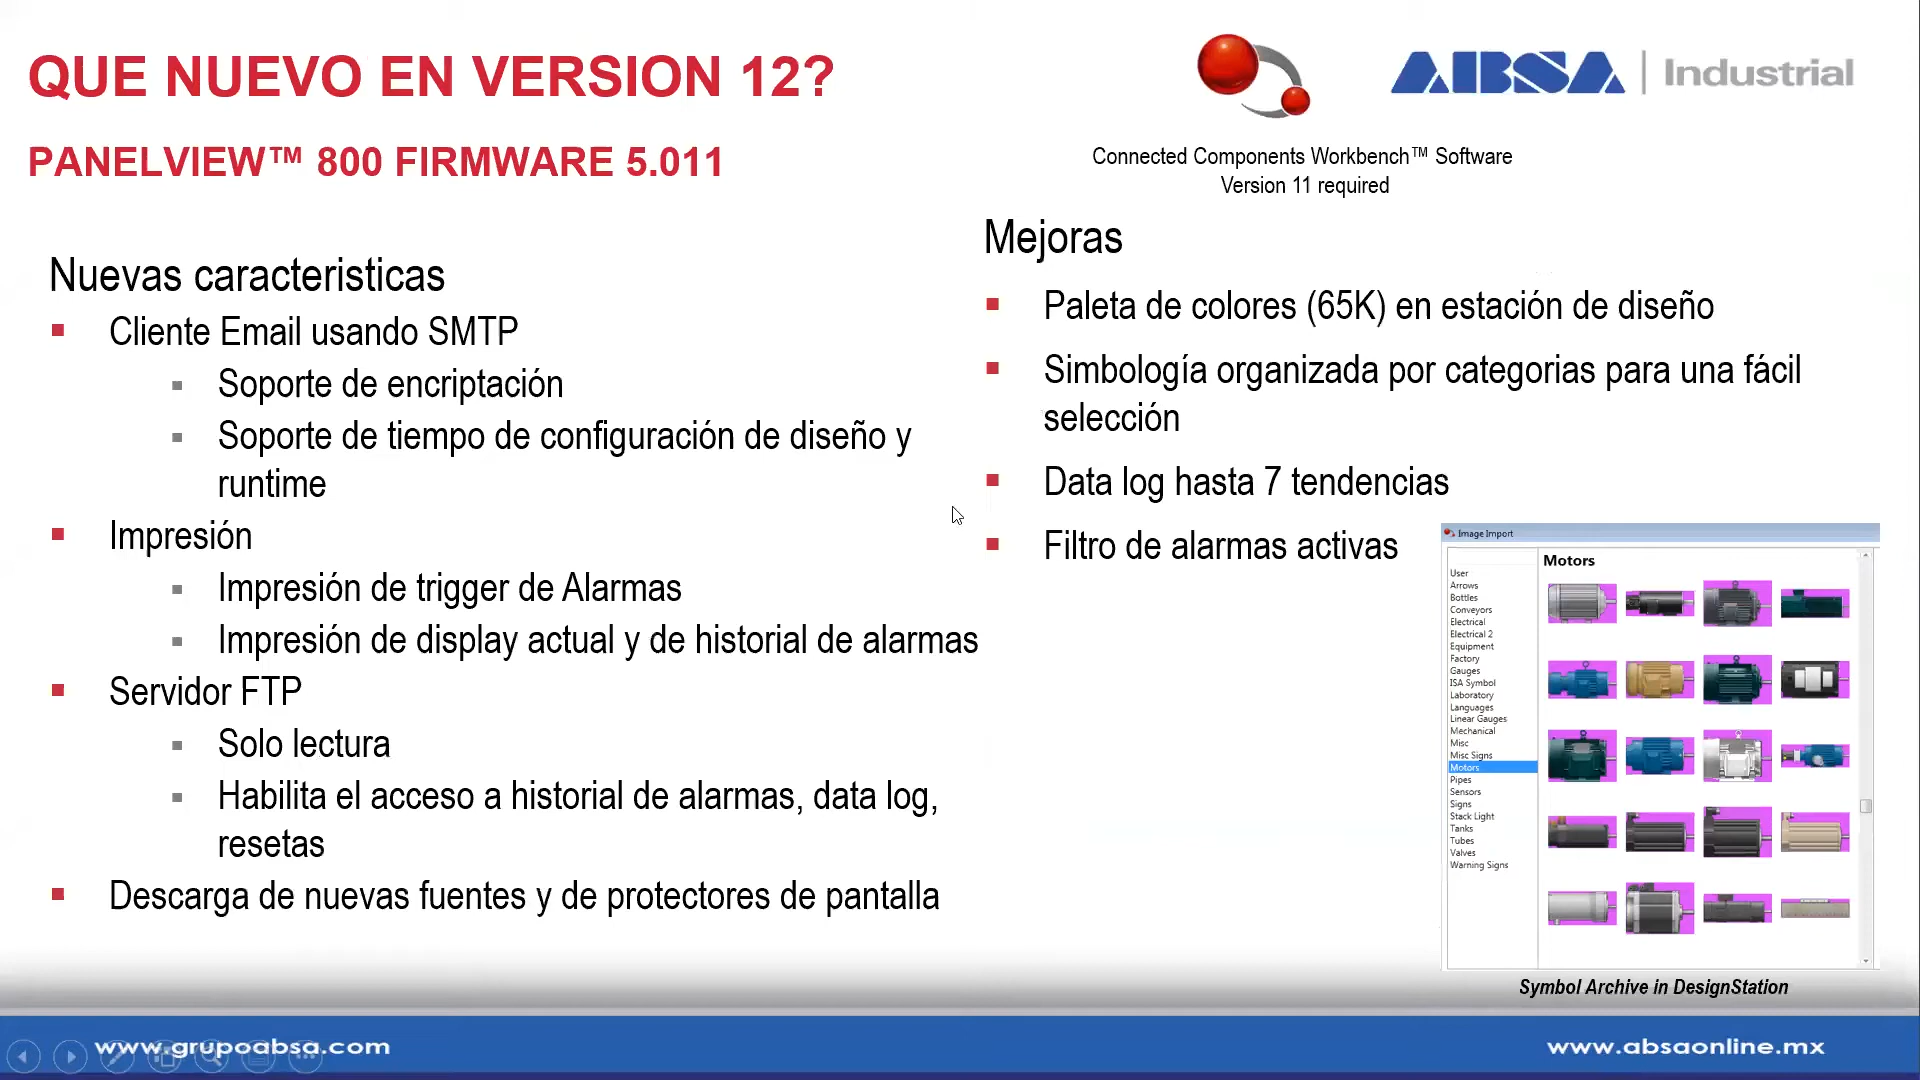 QUE NUEVO EN VERSION 12?
PANELVIEW™ 800 FIRMWARE 5.011
ABSA | Industrial
Connected Components Workbench™ Software
Version 11 required
Nuevas caracteristicas
Cliente Email usando SMTP
Soporte de encriptación
Soporte de tiempo de configuración de diseño y
runtime
Impresión
Impresión de trigger de Alarmas
Impresión de display actual y de historial de alarmas
Servidor FTP
Solo lectura
Habilita el acceso a historial de alarmas, data log,
resetas
Descarga de nuevas fuentes y de protectores de pantalla
Mejoras
Paleta de colores (65K) en estación de diseño
Simbología organizada por categorias para una fácil
selección
Data log hasta 7 tendencias
Filtro de alarmas activas
Image Import
Motors
User
Arrows
Bottles
Conveyors
Electrical
Electrical 2
Equipment
Factory
Gauges
ISA Symbol
Laboratory
Languages
Linear Gauges
Mechanical
Misc
Misc Signs
Motors
Pipes
Sensors
Signs
Stack Light
Tanks
Tubes
Valves
Warning Signs
Symbol Archive in DesignStation
www.grupoabsa.com
www.absaonline.mx